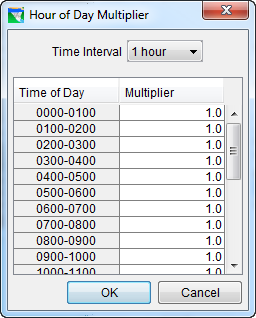 Hour of Day Multiplier
Time Interval 1 hour
Time of Day Multiplier
0000-0100 1.0
0100-0200 1.0
0200-0300 1.0
0300-0400 1.0
0400-0500 1.0
0500-0600 1.0
0600-0700 1.0
0700-0800 1.0
0800-0900 1.0
0900-1000 1.0
1000-1100 1.0
OK Cancel